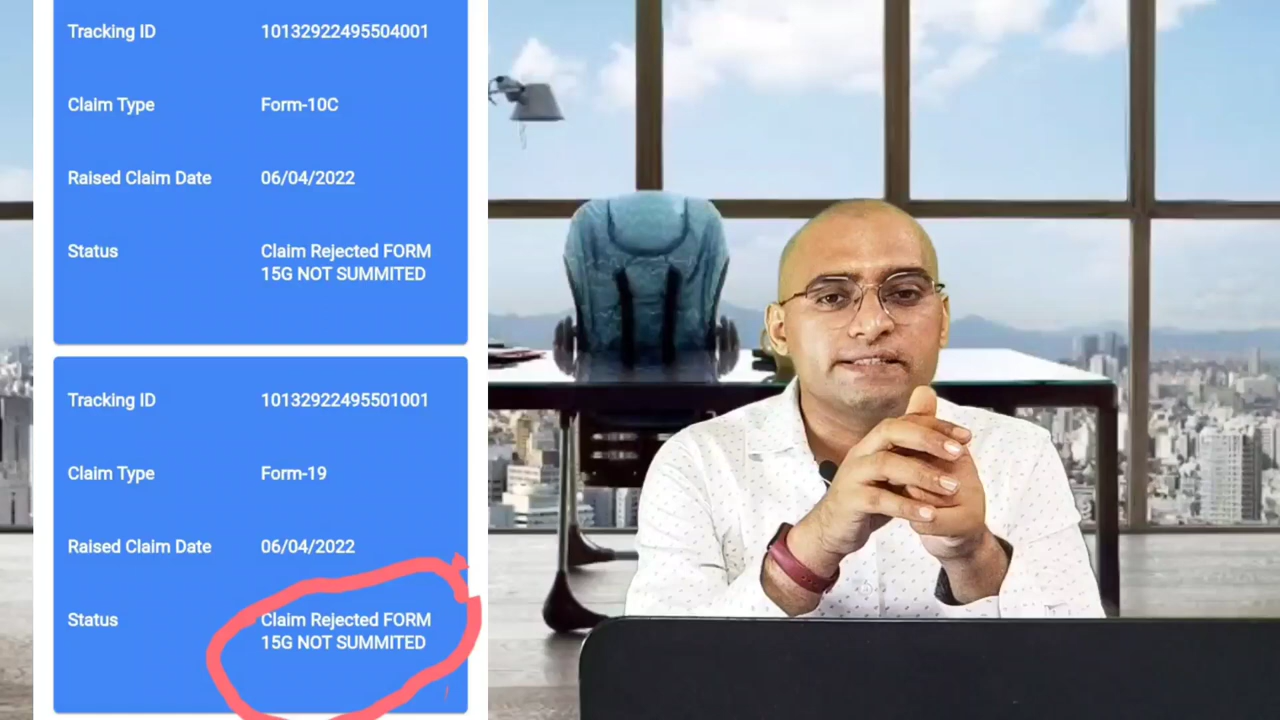 Tracking ID 10132922495504001
Claim Type Form-10C
Raised Claim Date 06/04/2022
Status Claim Rejected FORM
15G NOT SUMMITED
Tracking ID 10132922495501001
Claim Type Form-19
Raised Claim Date 06/04/2022
Status Claim Rejected FORM
15G NOT SUMMITED